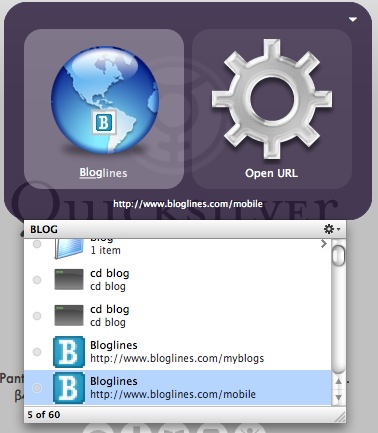 Bloglines
Open URL
http://www.bloglines.com/mobile
Quicksilver
BLOG
blog
1 item
cd blog
cd blog
cd blog
cd blog
Bloglines
http://www.bloglines.com/myblogs
Bloglines
http://www.bloglines.com/mobile
5 of 60